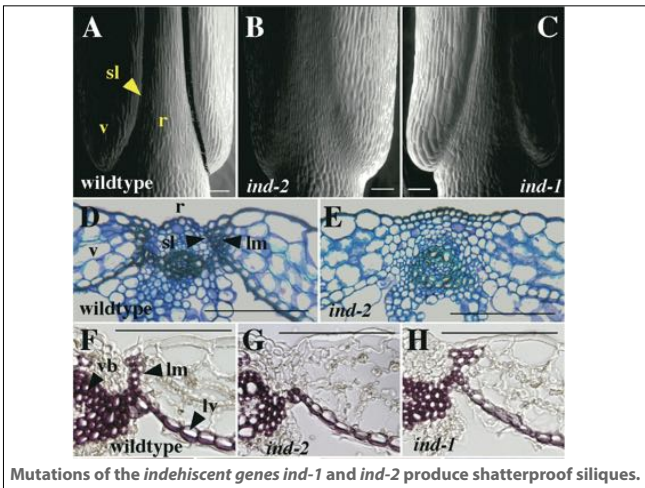 A
B
C
sl
v
r
wildtype
ind-2
ind-1
D
r
E
v
sl
lm
wildtype
ind-2
F
G
H
vb
lm
lv
wildtype
ind-2
ind-1
Mutations of the indehiscent genes ind-1 and ind-2 produce shatterproof siliques.